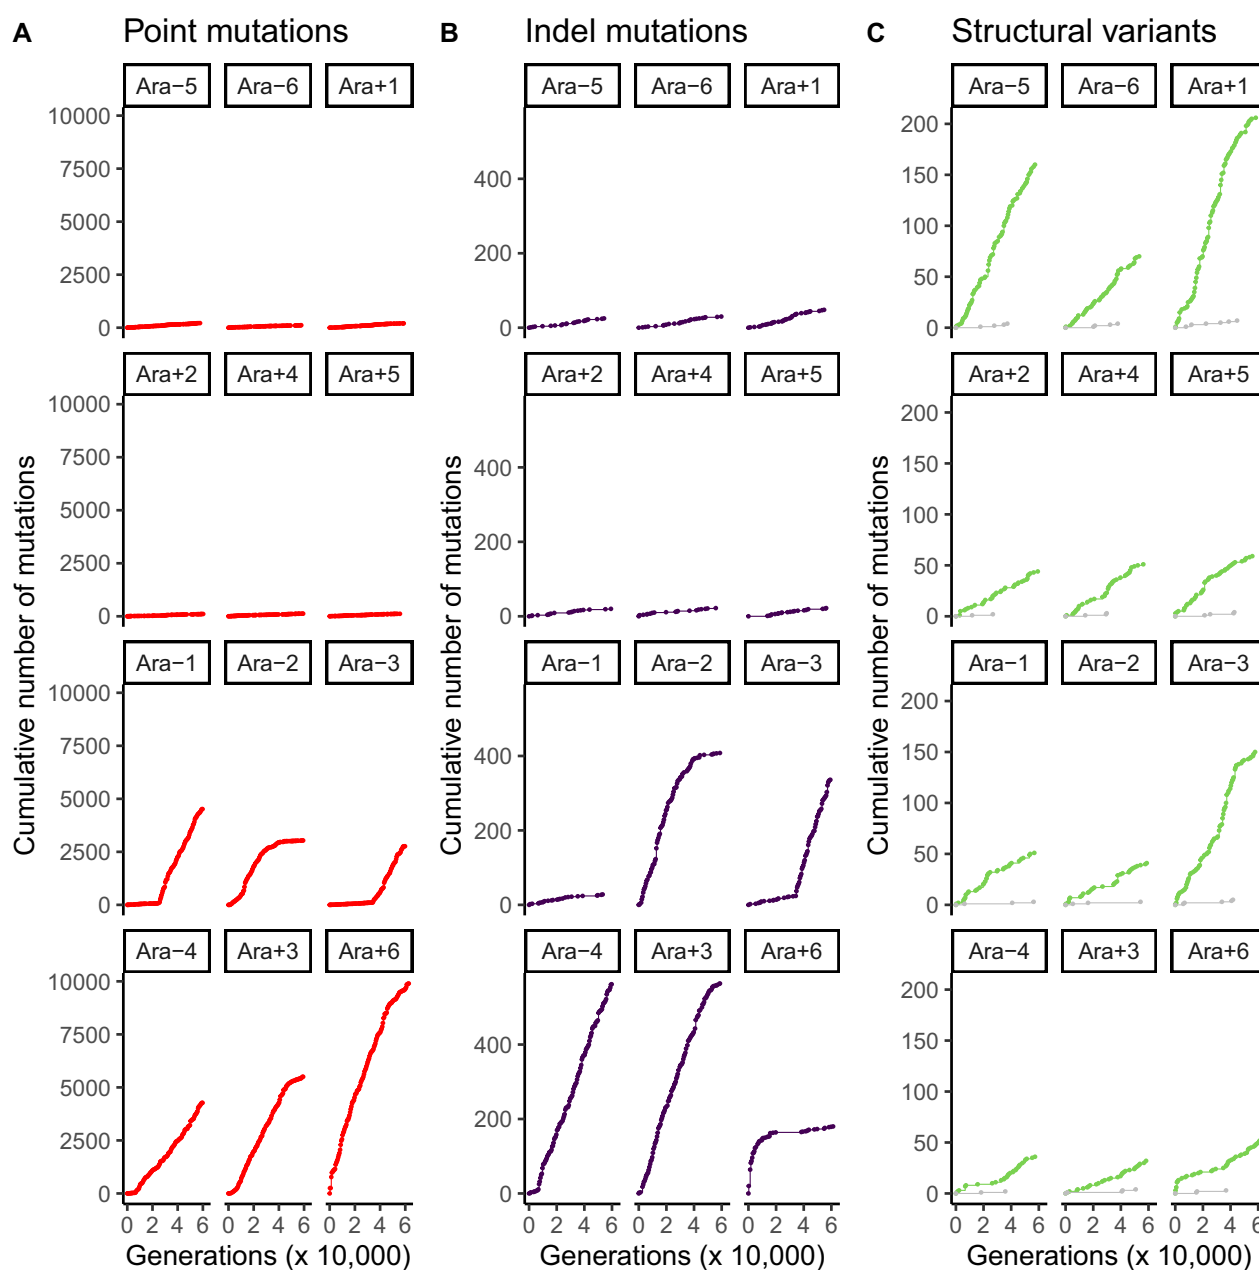 A Point mutations
B Indel mutations
C Structural variants
Cumulative number of mutations
Ara−5 Ara−6 Ara+1
10000
7500
5000
2500
0
Ara+2 Ara+4 Ara+5
10000
7500
5000
2500
0
Ara−1 Ara−2 Ara−3
10000
7500
5000
2500
0
Ara−4 Ara+3 Ara+6
10000
7500
5000
2500
0
0 2 4 6 0 2 4 6 0 2 4 6
Generations (x 10,000)
Cumulative number of mutations
Ara−5 Ara−6 Ara+1
400
200
0
Ara+2 Ara+4 Ara+5
400
200
0
Ara−1 Ara−2 Ara−3
400
200
0
Ara−4 Ara+3 Ara+6
400
200
0
0 2 4 6 0 2 4 6 0 2 4 6
Generations (x 10,000)
Cumulative number of mutations
Ara−5 Ara−6 Ara+1
200
150
100
50
0
Ara+2 Ara+4 Ara+5
200
150
100
50
0
Ara−1 Ara−2 Ara−3
200
150
100
50
0
Ara−4 Ara+3 Ara+6
200
150
100
50
0
0 2 4 6 0 2 4 6 0 2 4 6
Generations (x 10,000)